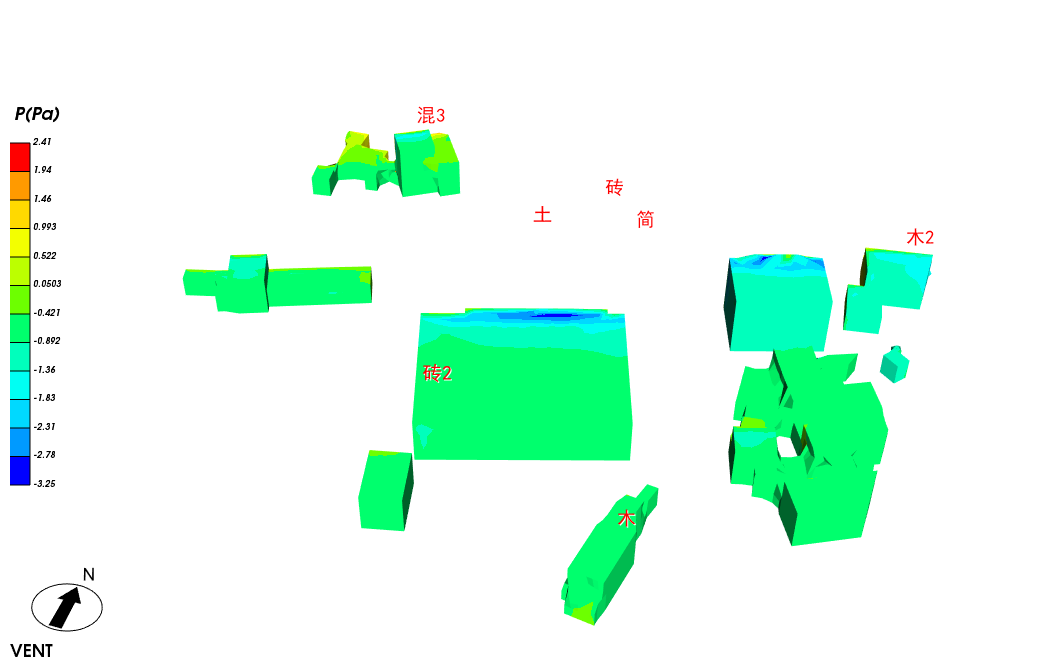 P(Pa)
2.41
1.94
1.46
0.993
0.522
0.0503
-0.421
-0.892
-1.36
-1.83
-2.31
-2.78
-3.25
混3
砖
土
简
木2
砖2
木
N
VENT